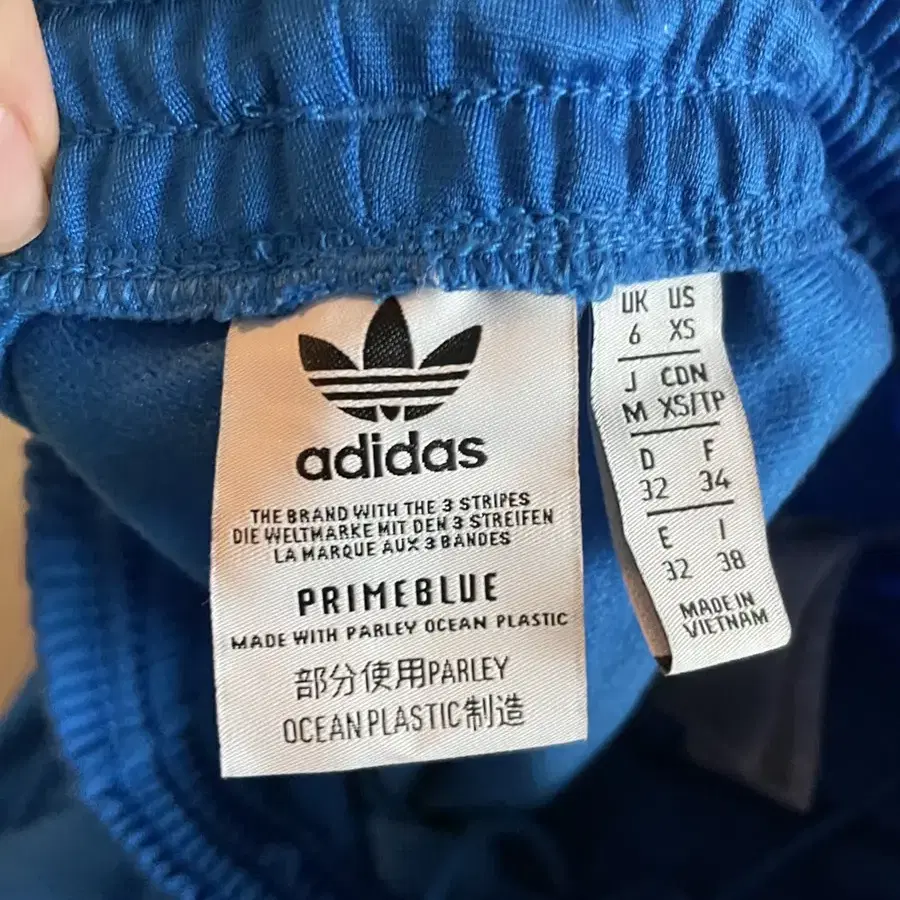 adidas
THE BRAND WITH THE 3 STRIPES
DIE WELTMARKE MIT DEN 3 STREIFEN
LA MARQUE AUX 3 BANDES
PRIMEBLUE
MADE WITH PARLEY OCEAN PLASTIC
部分使用PARLEY
OCEAN PLASTIC制造
UK US
6 XS
J CDN
M XS/TP
D F
32 34
E I
32 38
MADE IN
VIETNAM